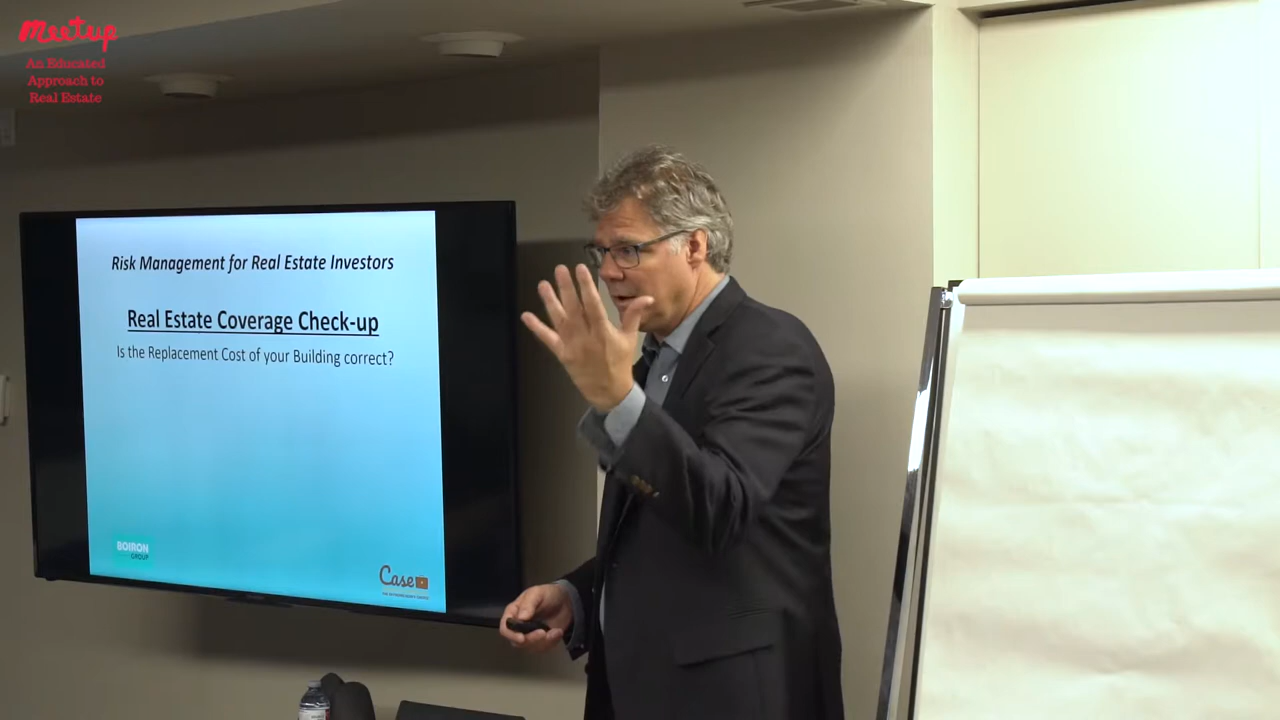 Meetup
An Educated
Approach to
Real Estate
Risk Management for Real Estate Investors
Real Estate Coverage Check-up
Is the Replacement Cost of your Building correct?
BOIRON
GROUP
Case